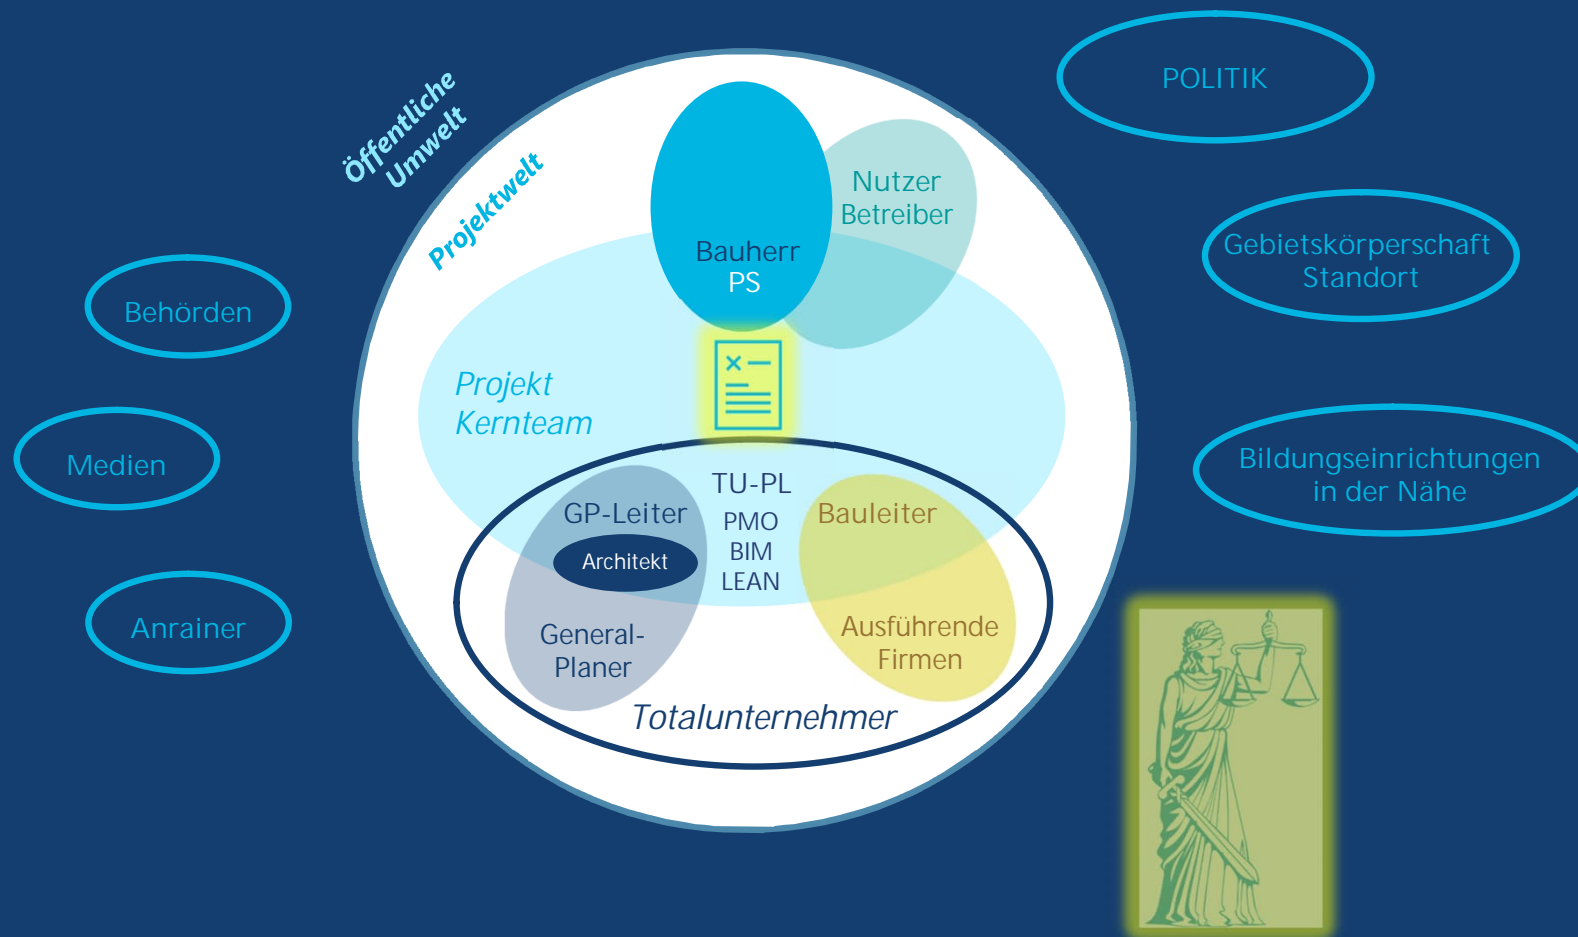 Öffentliche
Umwelt
Projektwelt
POLITIK
Nutzer
Betreiber
Bauherr
PS
Gebietskörperschaft
Standort
Behörden
Projekt
Kernteam
Medien
Bildungseinrichtungen
in der Nähe
TU-PL
PMO
BIM
LEAN
GP-Leiter
Architekt
General-
Planer
Bauleiter
Ausführende
Firmen
Anrainer
Totalunternehmer